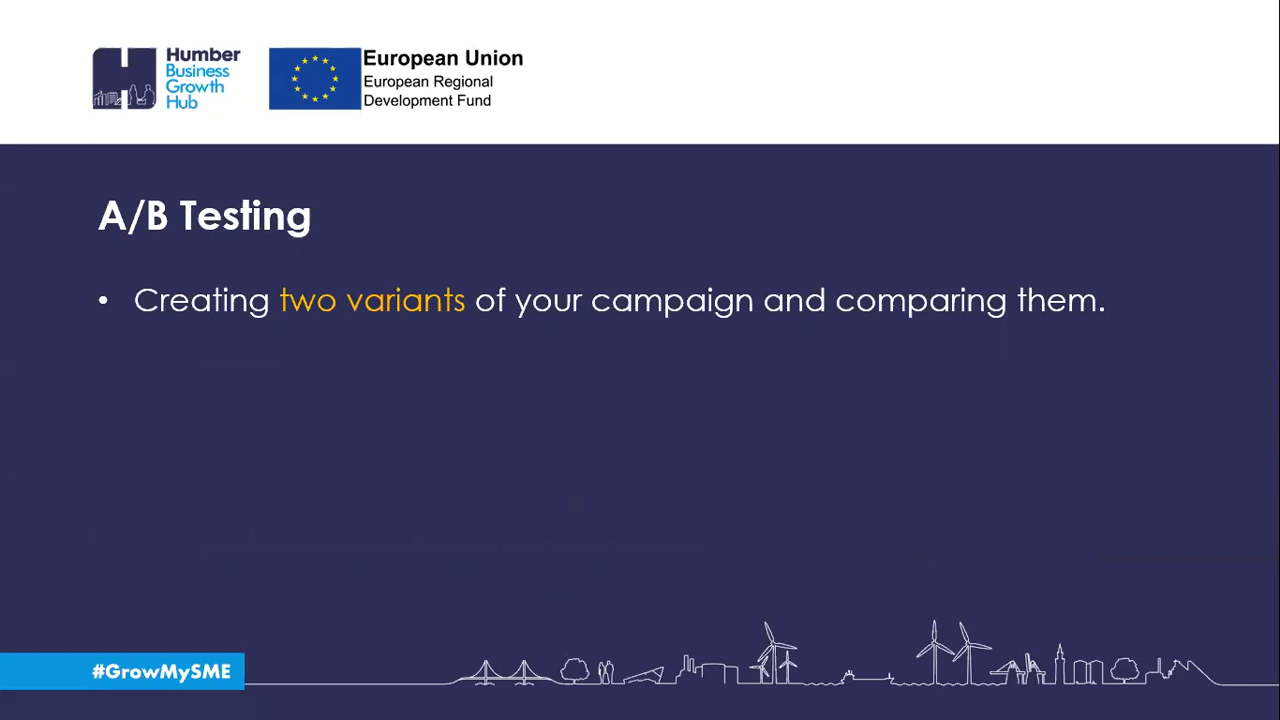 Humber
Business
Growth
Hub
European Union
European Regional
Development Fund
A/B Testing
• Creating two variants of your campaign and comparing them.
#GrowMySME